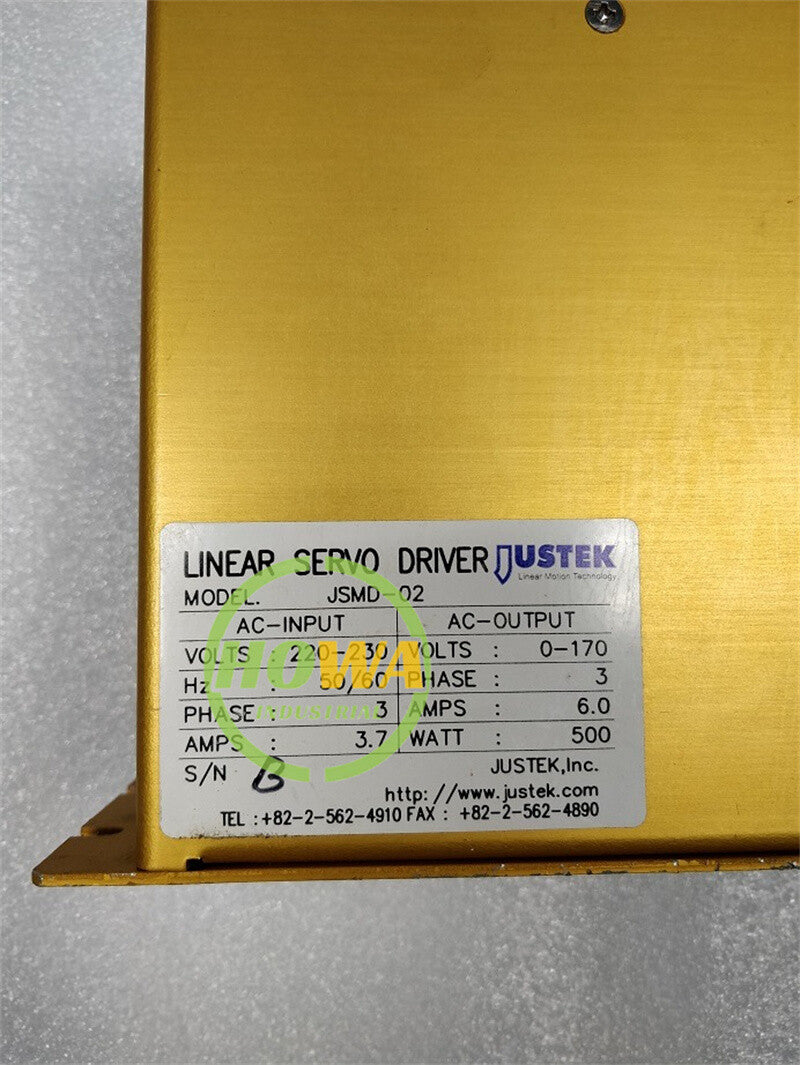 LINEAR SERVO DRIVER JUSTEK
Linear Motion Technology
MODEL. JSMD-02
AC-INPUT AC-OUTPUT
VOLTS : 220-230 VOLTS : 0-170
Hz : 50/60 PHASE : 3
PHASE : 3 AMPS : 6.0
AMPS : 3.7 WATT : 500
S/N B JUSTEK,Inc.
http://www.justek.com
TEL :+82-2-562-4910 FAX : +82-2-562-4890
HOWA
INDUSTRIAL